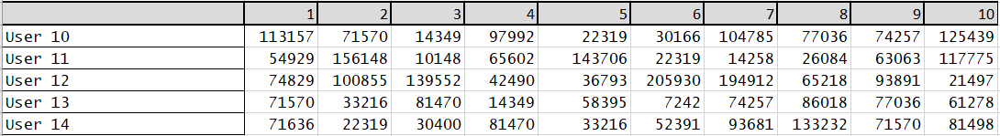 1 2 3 4 5 6 7 8 9 10
User 10 113157 71570 14349 97992 22319 30166 104785 77036 74257 125439
User 11 54929 156148 10148 65602 143706 22319 14258 26084 63063 117775
User 12 74829 100855 139552 42490 36793 205930 194912 65218 93891 21497
User 13 71570 33216 81470 14349 58395 7242 74257 86018 77036 61278
User 14 71636 22319 30400 81470 33216 52391 93681 133232 71570 81498